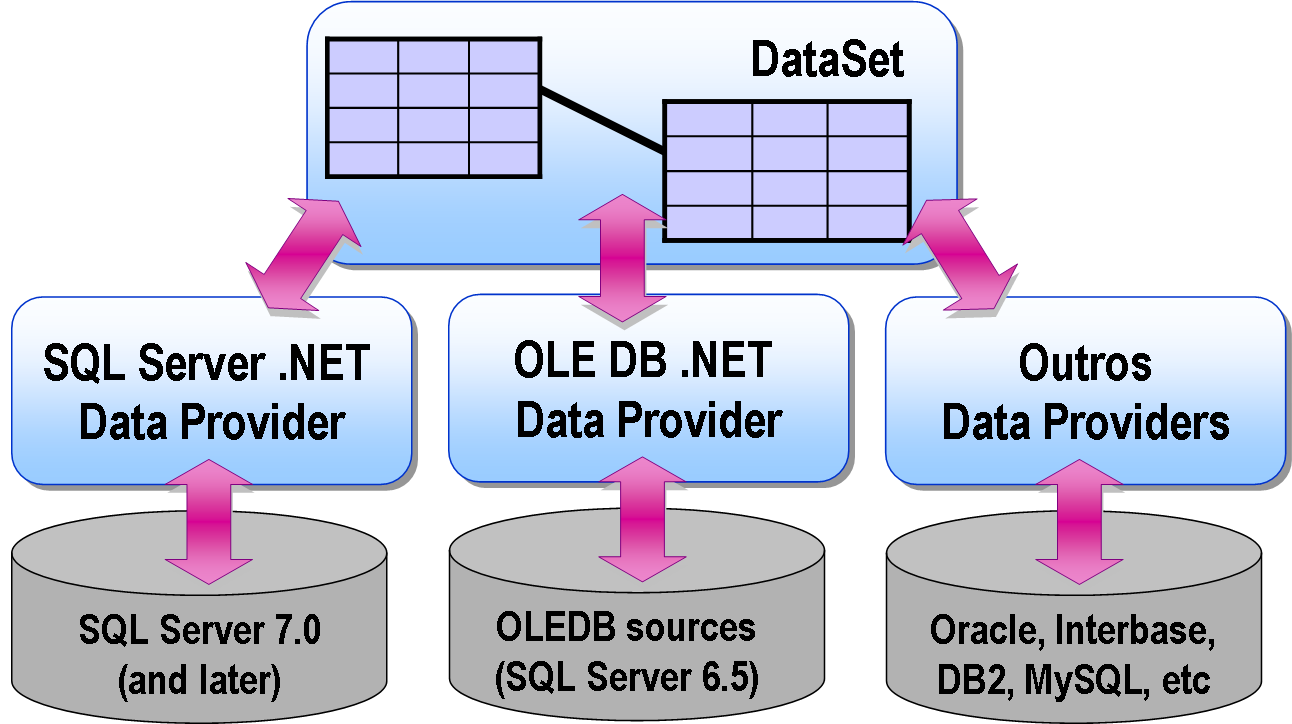 DataSet
SQL Server .NET
Data Provider
OLE DB .NET
Data Provider
Outros
Data Providers
SQL Server 7.0
(and later)
OLEDB sources
(SQL Server 6.5)
Oracle, Interbase,
DB2, MySQL, etc